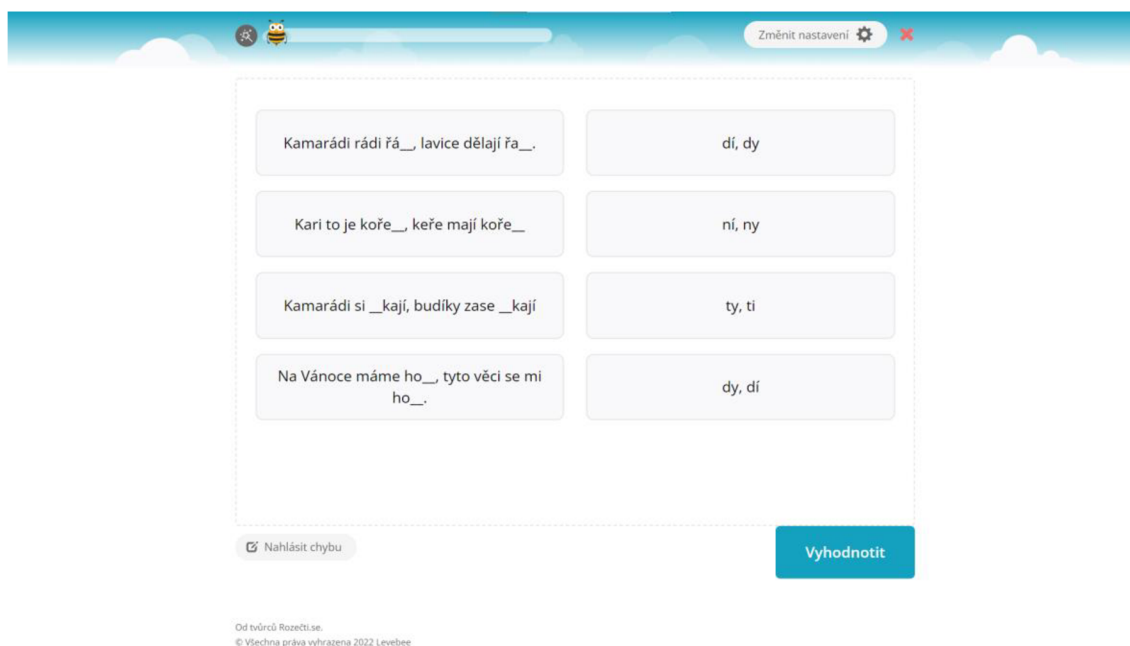 Změnit nastavení
Kamarádi rádi řá__, lavice dělají řa__.
dí, dy
Kari to je koře__, keře mají koře__
ní, ny
Kamarádi si __kají, budíky zase __kají
ty, ti
Na Vánoce máme ho__, tyto věci se mi
ho__.
dy, dí
Nahlásit chybu
Vyhodnotit
Od tvůrců Rozečti.se.
© Všechna práva vyhrazena 2022 Levebee